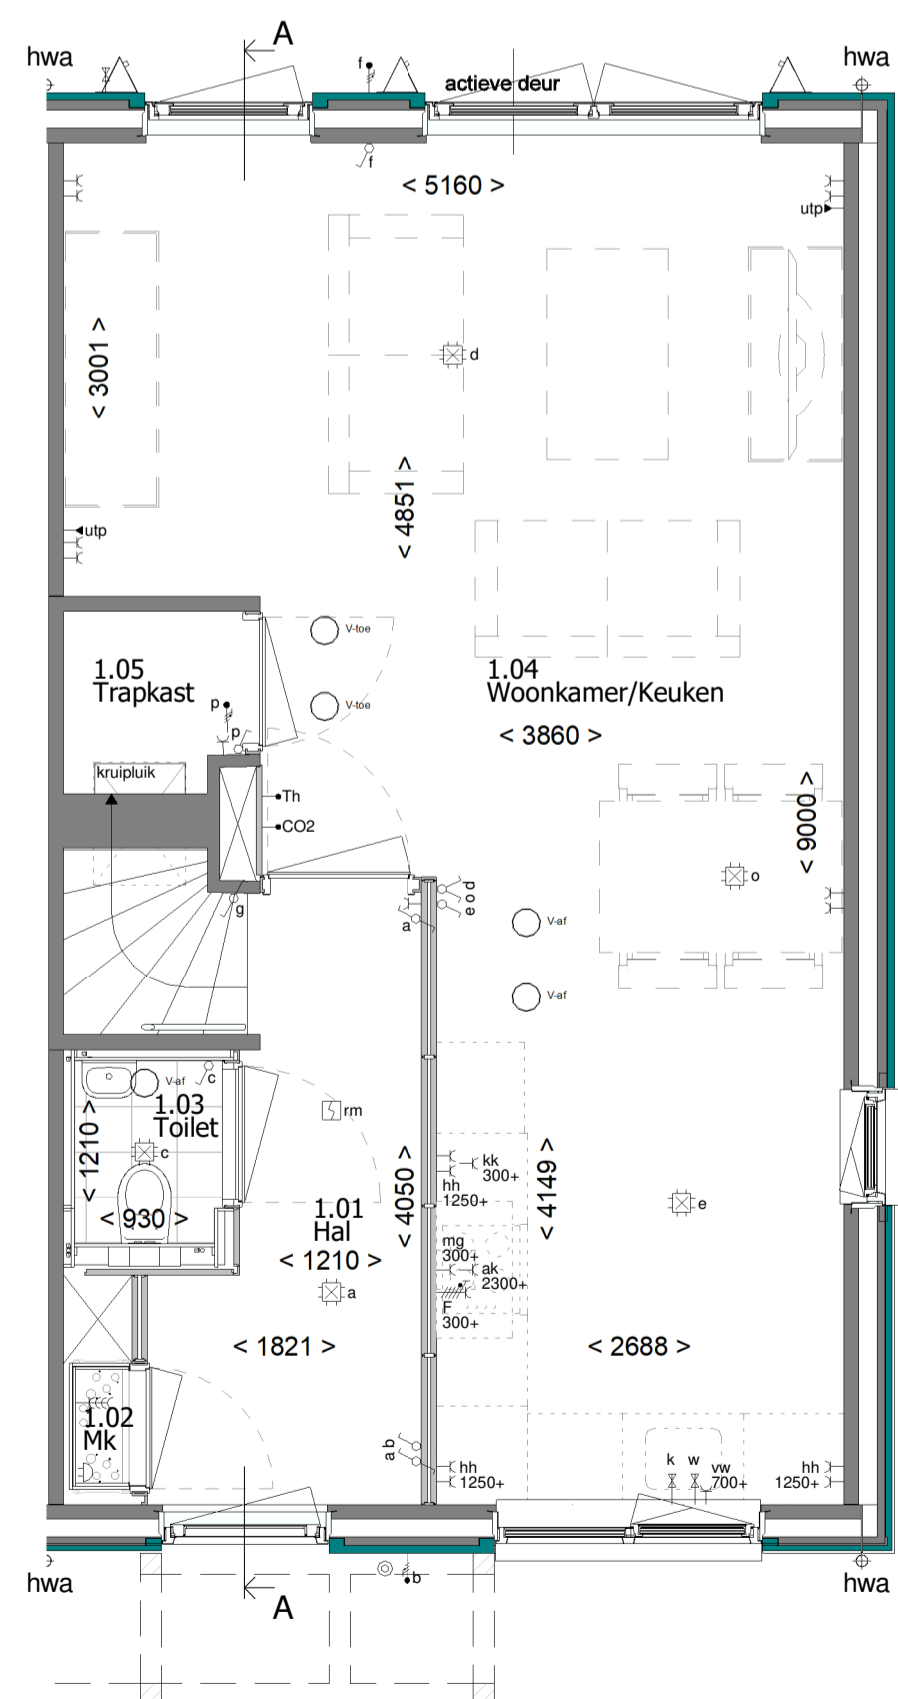 A
hwa
hwa
f
actieve deur
f
< 5160 >
utp
< 3001 >
d
< 4851 >
utp
V-toe
1.05
Trapkast
1.04
Woonkamer/Keuken
p
V-toe
p
< 3860 >
kruipluik
Th
CO2
< 9000 >
o
g
a
e o d
V-af
V-af
V-af
c
1.03
Toilet
rm
< 1210 >
c
kk
300+
hh
1250+
< 4050 >
< 4149 >
e
< 930 >
1.01
Hal
< 1210 >
mg
300+
ak
2300+
a
F
300+
< 1821 >
< 2688 >
1.02
Mk
a b
hh
1250+
k
w
vw
700+
hh
1250+
hwa
b
hwa
A